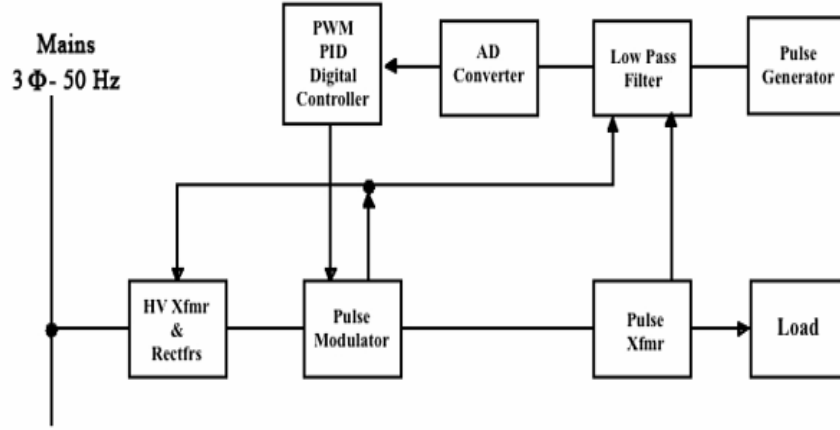 Mains
3 Φ- 50 Hz
PWM
PID
Digital
Controller
AD
Converter
Low Pass
Filter
Pulse
Generator
HV Xfmr
&
Rectfrs
Pulse
Modulator
Pulse
Xfmr
Load